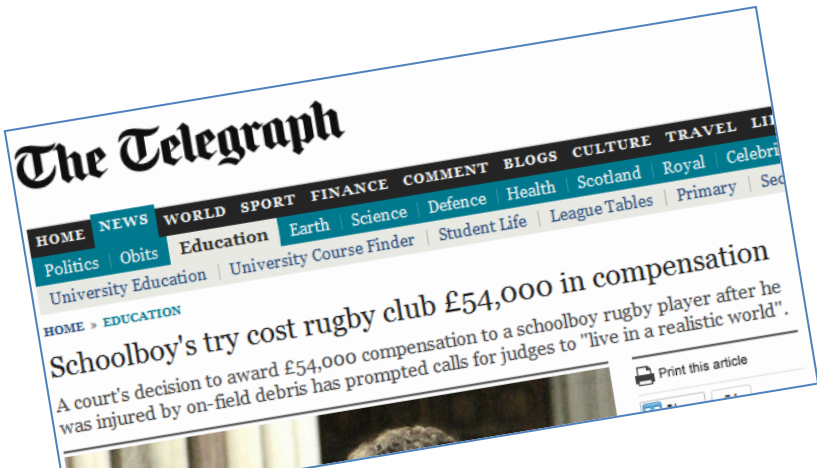 The Telegraph
HOME NEWS WORLD SPORT FINANCE COMMENT BLOGS CULTURE TRAVEL
Politics Obits Education Earth Science Defence Health Scotland Royal
University Education University Course Finder Student Life League Tables Primary
HOME » EDUCATION
Schoolboy's try cost rugby club £54,000 in compensation
A court's decision to award £54,000 compensation to a schoolboy rugby player after he
was injured by on-field debris has prompted calls for judges to "live in a realistic world".
Print this article